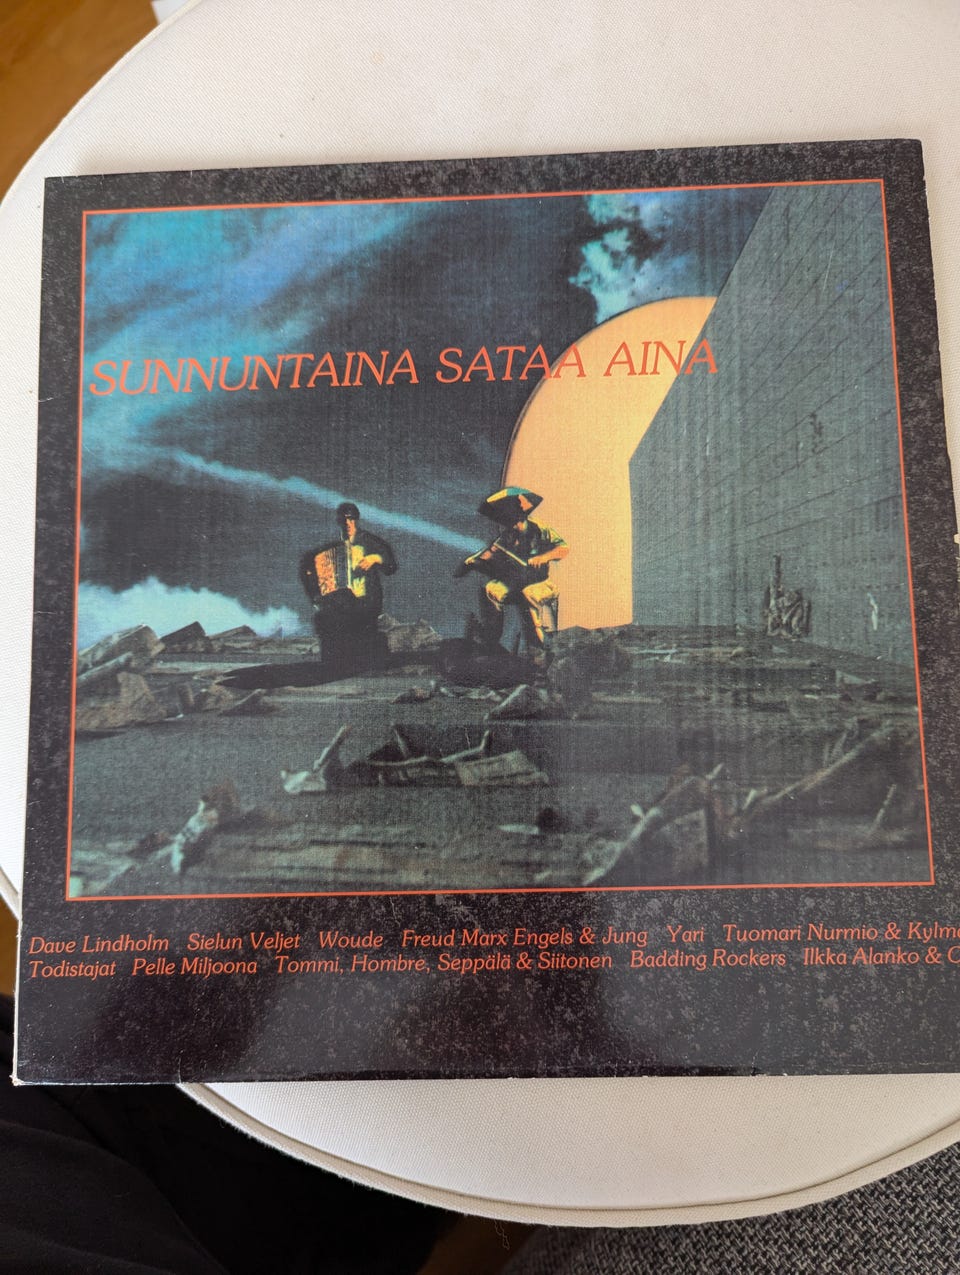 SUNNUNTAINA SATAA AINA
Dave Lindholm Sielun Veljet Woude Freud Marx Engels & Jung Yari Tuomari Nurmio &
Todistajat Pelle Miljoona Tommi, Hombre, Seppälä & Siitonen Badding Rockers Ilkka Alanko &